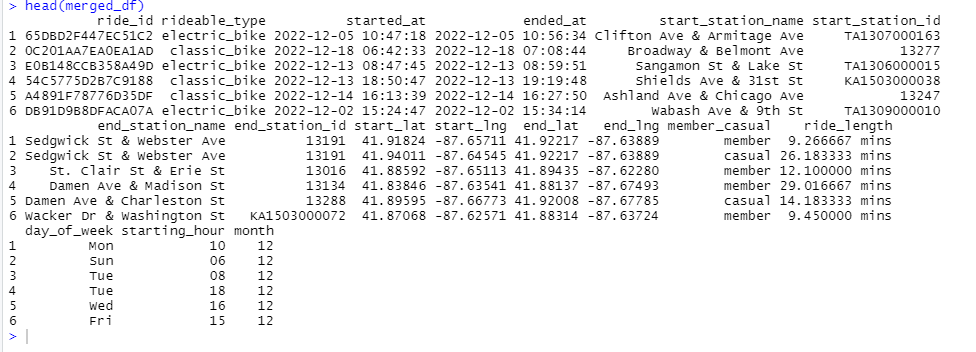 > head(merged_df)
ride_id rideable_type started_at ended_at start_station_name start_station_id
1 65DBD2F447EC51C2 electric_bike 2022-12-05 10:47:18 2022-12-05 10:56:34 Clifton Ave & Armitage Ave TA1307000163
2 0C201AA7EA0EA1AD classic_bike 2022-12-18 06:42:33 2022-12-18 07:08:44 Broadway & Belmont Ave 13277
3 E0B148CCB358A49D electric_bike 2022-12-13 08:47:45 2022-12-13 08:59:51 Sangamon St & Lake St TA1306000015
4 54C5775D2B7C9188 classic_bike 2022-12-13 18:50:47 2022-12-13 19:19:48 Shields Ave & 31st St KA1503000038
5 A4891F78776D35DF classic_bike 2022-12-14 16:13:39 2022-12-14 16:27:50 Ashland Ave & Chicago Ave 13247
6 DB91D9B8DFACA07A electric_bike 2022-12-02 15:24:47 2022-12-02 15:34:14 Wabash Ave & 9th St TA1309000010
end_station_name end_station_id start_lat start_lng end_lat end_lng member_casual ride_length
1 Sedgwick St & Webster Ave 13191 41.91824 -87.65711 41.92217 -87.63889 member 9.266667 mins
2 Sedgwick St & Webster Ave 13191 41.94011 -87.64545 41.92217 -87.63889 casual 26.183333 mins
3 St. Clair St & Erie St 13016 41.88592 -87.65113 41.89435 -87.62280 member 12.100000 mins
4 Damen Ave & Madison St 13134 41.83846 -87.63541 41.88137 -87.67493 member 29.016667 mins
5 Damen Ave & Charleston St 13288 41.89595 -87.66773 41.92008 -87.67785 casual 14.183333 mins
6 Wacker Dr & Washington St KA1503000072 41.87068 -87.62571 41.88314 -87.63724 member 9.450000 mins
day_of_week starting_hour month
1 Mon 10 12
2 Sun 06 12
3 Tue 08 12
4 Tue 18 12
5 Wed 16 12
6 Fri 15 12
>